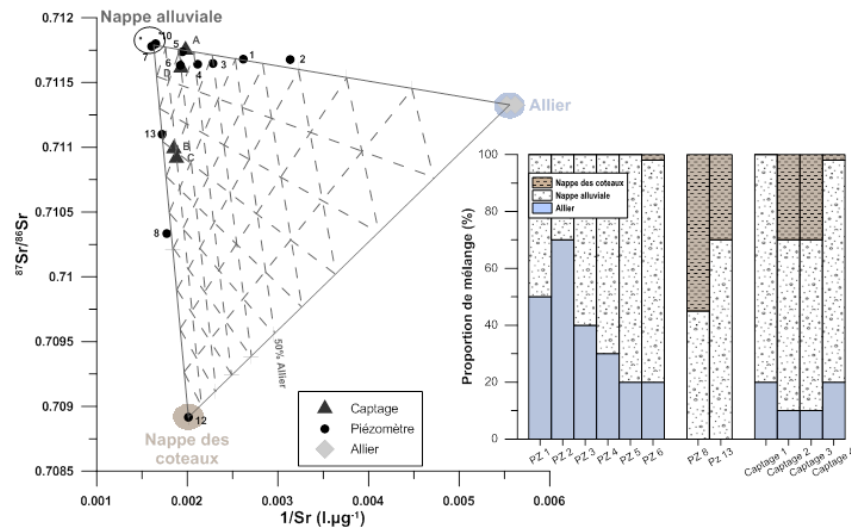 0.712
0.7115
0.711
0.7105
0.71
0.7095
0.709
0.7085
⁸⁷Sr/⁸⁶Sr
0.001
0.002
0.003
0.004
0.005
0.006
1/Sr (l.µg⁻¹)
Nappe alluviale
Allier
Nappe des
coteaux
50% Allier
10
7
5
A
6
D
4
3
1
2
13
B
C
8
12
Captage
Piézomètre
Allier
100
80
60
40
20
0
Proportion de mélange (%)
Nappe des coteaux
Nappe alluviale
Allier
PZ 1
PZ 2
PZ 3
PZ 4
PZ 5
PZ 6
PZ 8
PZ 13
Captage 1
Captage 2
Captage 3
Captage 4